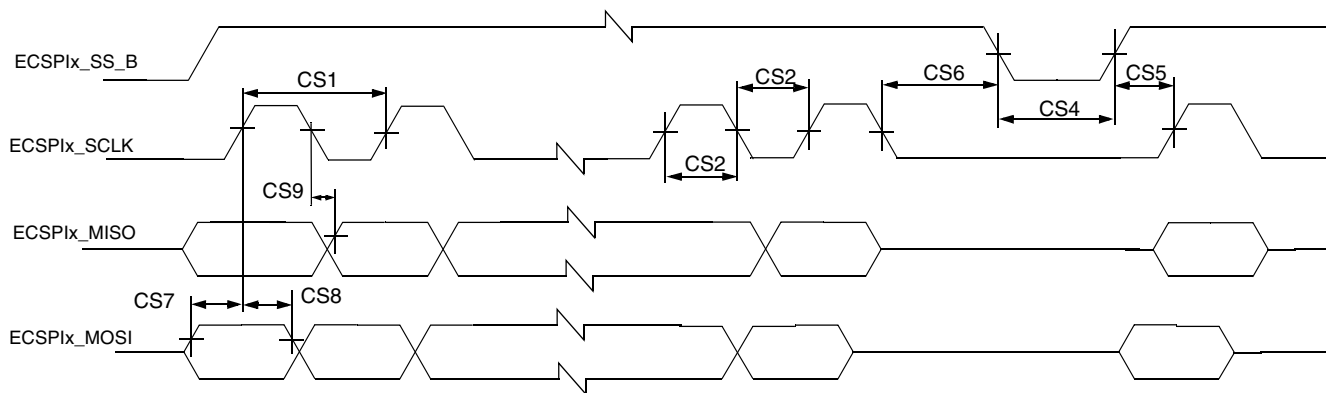 ECSPIx_SS_B
CS1
CS2
CS6
CS5
CS4
ECSPIx_SCLK
CS2
CS9
ECSPIx_MISO
CS7
CS8
ECSPIx_MOSI